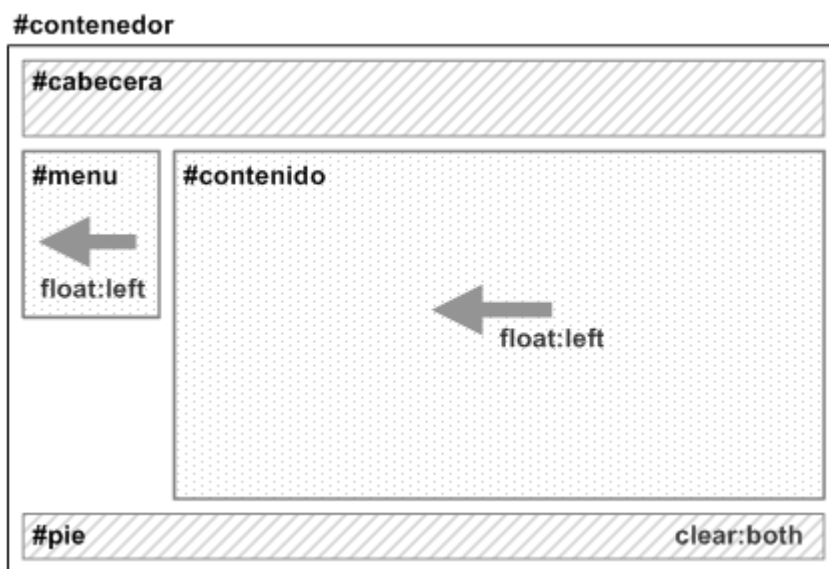 #contenedor
#cabecera
#menu
#contenido
float:left
float:left
#pie
clear:both